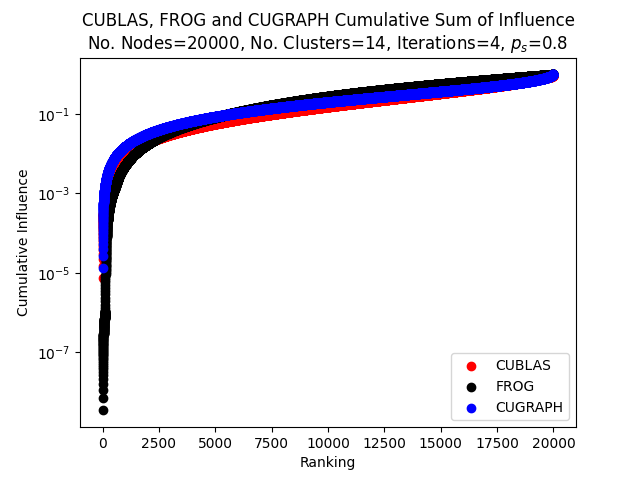 CUBLAS, FROG and CUGRAPH Cumulative Sum of Influence
No. Nodes=20000, No. Clusters=14, Iterations=4, $p_s$=0.8
Cumulative Influence
10⁻¹
10⁻³
10⁻⁵
10⁻⁷
CUBLAS
FROG
CUGRAPH
0 2500 5000 7500 10000 12500 15000 17500 20000
Ranking